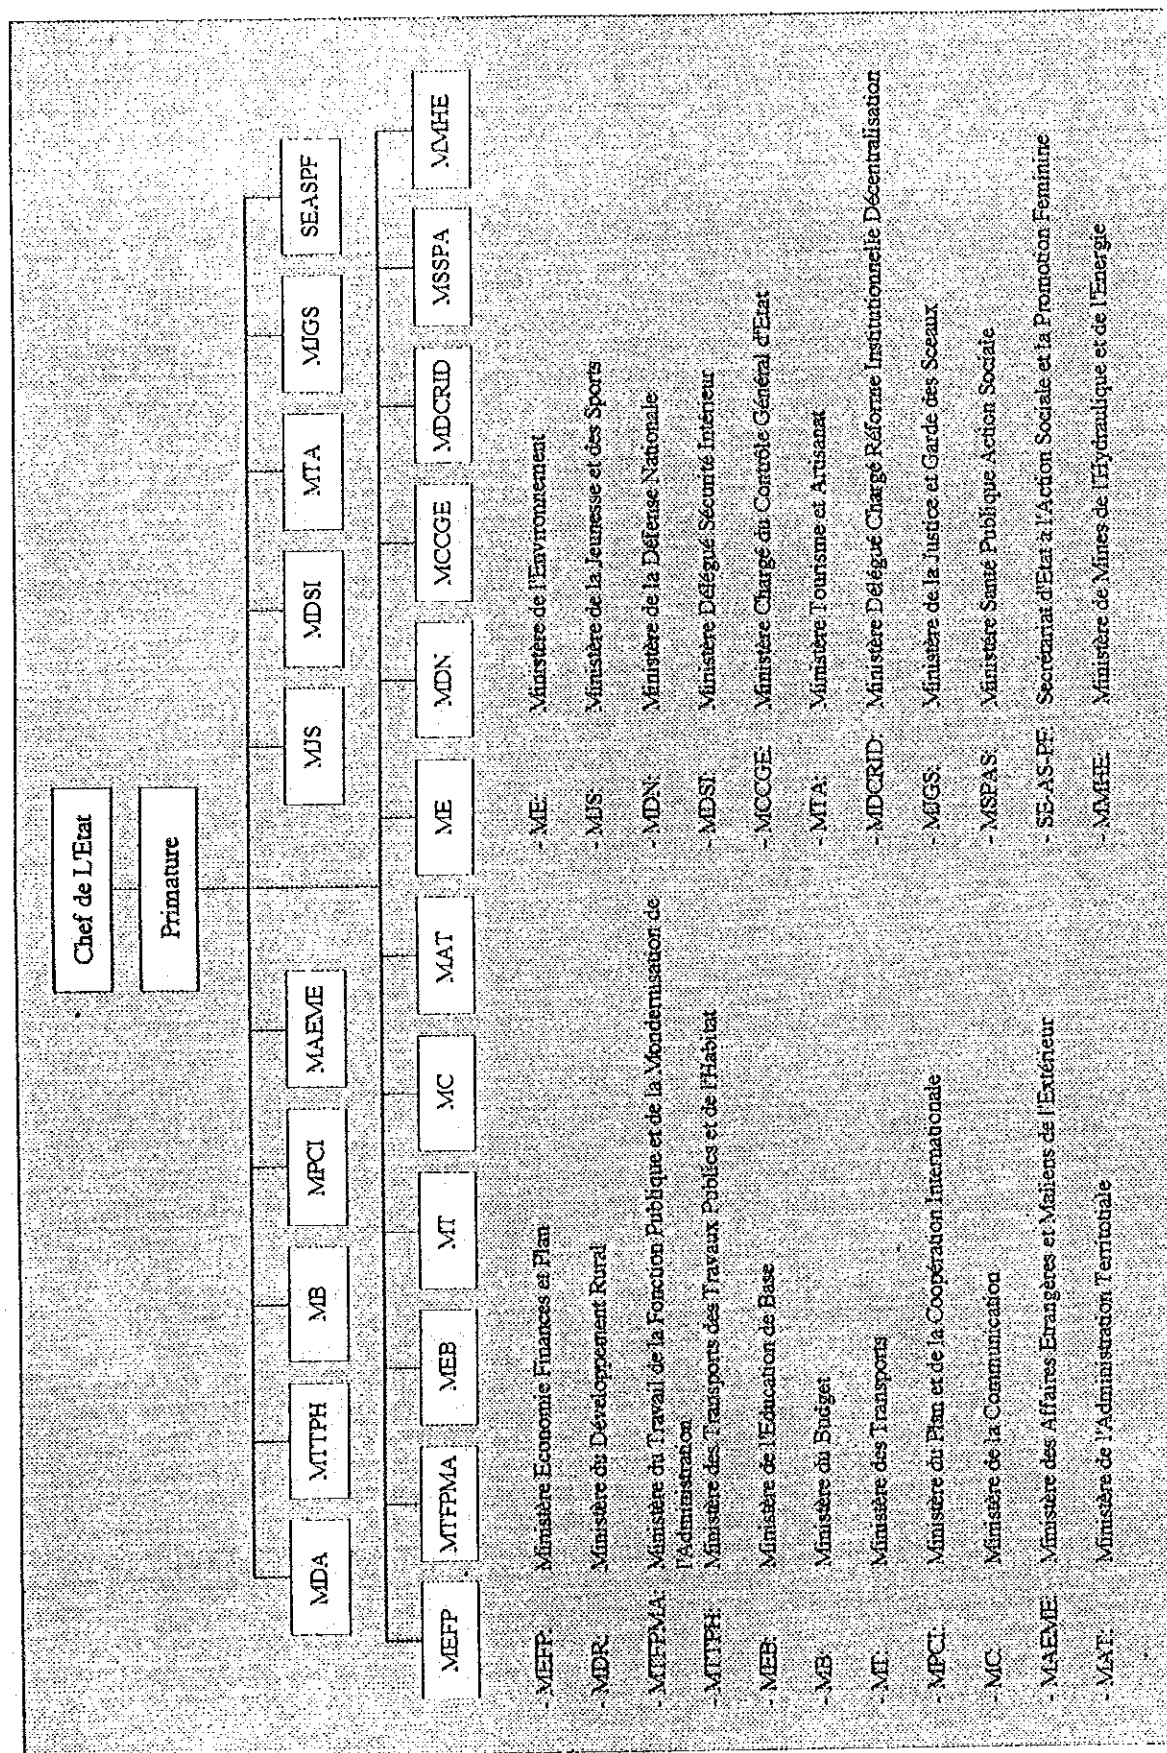 Chef de L'Etat
Primature
MDA
MTTPH
MB
MPCI
MAEME
MJS
MDSI
MTA
MJGS
SEASPF
MEFP
MTFPMA
MEB
MT
MC
MAT
ME
MDN
MCCGE
MDCRID
MSSPA
MMHE
- MEFP: Ministère Economie Finances et Plan
- MDR: Ministère du Développement Rural
- MTFPMA: Ministère du Travail de la Fonction Publique et de la Mondernisation de
l'Administration
- MTTPH: Ministère des Transports des Travaux Publics et de l'Habitat
- MEB: Ministère de l'Education de Base
- MB: Ministère du Budget
- MT: Ministère des Transports
- MPCI: Ministère du Plan et de la Coopération Internationale
- MC: Ministère de la Communication
- MAEME: Ministère des Affaires Etrangères et Maliens de l'Extérieur
- MAT: Ministère de l'Administration Territoriale
- ME: Ministère de l'Environnement
- MJS: Ministère de la Jeunesse et des Sports
- MDN: Ministère de la Défense Nationale
- MDSI: Ministère Délégué Sécurité Intérieur
- MCCGE: Ministère Chargé du Contrôle Général d'Etat
- MTA: Ministère Tourisme et Artisanat
- MDCRID: Ministère Délégué Chargé Réforme Institutionnelle Décentralisation
- MJGS: Ministère de la Justice et Garde des Sceaux
- MSPAS: Ministère Santé Publique Action Sociale
- SE-AS-PF: Secrétariat d'Etat à l'Action Sociale et la Promotion Feminine
- MMHE: Ministère de Mines de l'Hydraulique et de l'Energie